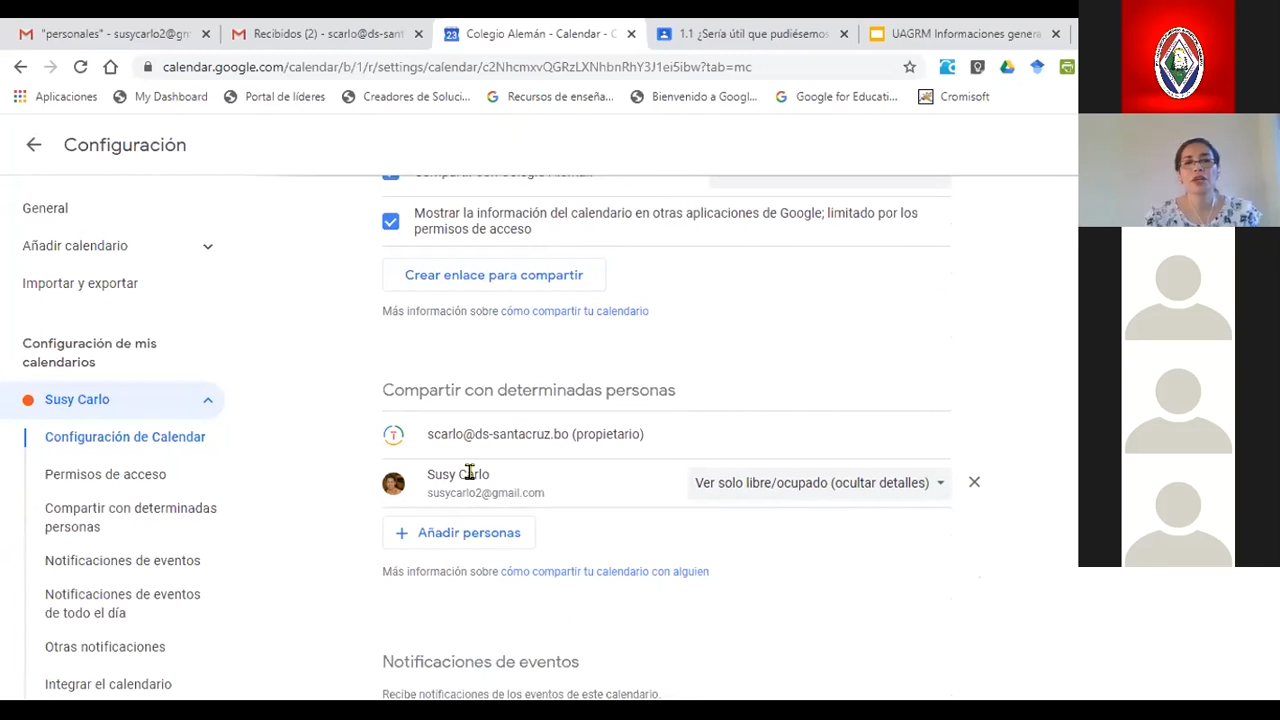 "personales" - susycarlo2@gm
Recibidos (2) - scarlo@ds-sant
Colegio Alemán - Calendar - C
1.1 ¿Sería útil que pudiésemos
UAGRM Informaciones genera
calendar.google.com/calendar/b/1/r/settings/calendar/c2NhcmxvQGRzLXNhbnRhY3J1ei5ibw?tab=mc
Aplicaciones
My Dashboard
Portal de líderes
Creadores de Soluci...
Recursos de enseña...
Bienvenido a Googl...
Google for Educati...
Cromisoft
Configuración
General
Añadir calendario
Importar y exportar
Configuración de mis
calendarios
Susy Carlo
Configuración de Calendar
Permisos de acceso
Compartir con determinadas
personas
Notificaciones de eventos
Notificaciones de eventos
de todo el día
Otras notificaciones
Integrar el calendario
Mostrar la información del calendario en otras aplicaciones de Google; limitado por los
permisos de acceso
Crear enlace para compartir
Más información sobre cómo compartir tu calendario
Compartir con determinadas personas
scarlo@ds-santacruz.bo (propietario)
Susy Carlo
susycarlo2@gmail.com
Ver solo libre/ocupado (ocultar detalles)
Añadir personas
Más información sobre cómo compartir tu calendario con alguien
Notificaciones de eventos
Recibe notificaciones de los eventos de este calendario.